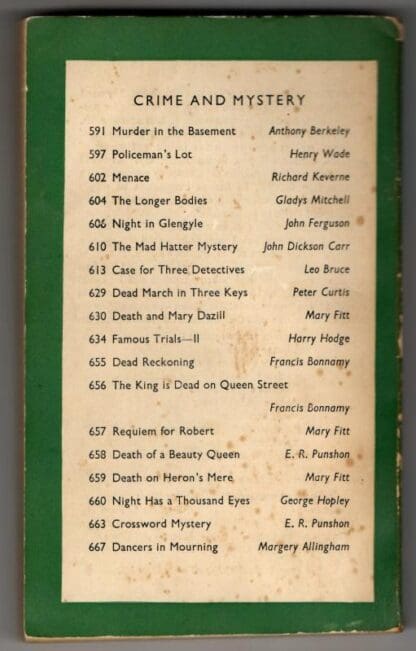 CRIME AND MYSTERY
591 Murder in the Basement Anthony Berkeley
597 Policeman's Lot Henry Wade
602 Menace Richard Keverne
604 The Longer Bodies Gladys Mitchell
606 Night in Glengyle John Ferguson
610 The Mad Hatter Mystery John Dickson Carr
613 Case for Three Detectives Leo Bruce
629 Dead March in Three Keys Peter Curtis
630 Death and Mary Dazill Mary Fitt
634 Famous Trials—II Harry Hodge
655 Dead Reckoning Francis Bonnamy
656 The King is Dead on Queen Street
Francis Bonnamy
657 Requiem for Robert Mary Fitt
658 Death of a Beauty Queen E. R. Punshon
659 Death on Heron's Mere Mary Fitt
660 Night Has a Thousand Eyes George Hopley
663 Crossword Mystery E. R. Punshon
667 Dancers in Mourning Margery Allingham